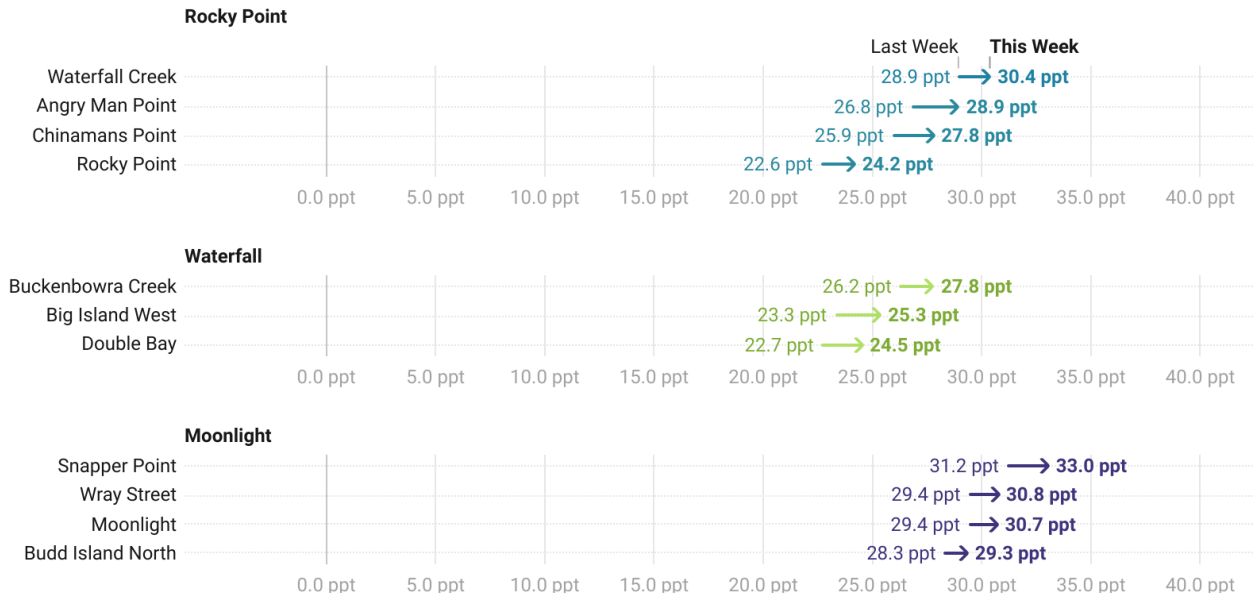 Rocky Point
Last Week This Week
Waterfall Creek 28.9 ppt 30.4 ppt
Angry Man Point 26.8 ppt 28.9 ppt
Chinamans Point 25.9 ppt 27.8 ppt
Rocky Point 22.6 ppt 24.2 ppt
0.0 ppt 5.0 ppt 10.0 ppt 15.0 ppt 20.0 ppt 25.0 ppt 30.0 ppt 35.0 ppt 40.0 ppt
Waterfall
Buckenbowra Creek 26.2 ppt 27.8 ppt
Big Island West 23.3 ppt 25.3 ppt
Double Bay 22.7 ppt 24.5 ppt
0.0 ppt 5.0 ppt 10.0 ppt 15.0 ppt 20.0 ppt 25.0 ppt 30.0 ppt 35.0 ppt 40.0 ppt
Moonlight
Snapper Point 31.2 ppt 33.0 ppt
Wray Street 29.4 ppt 30.8 ppt
Moonlight 29.4 ppt 30.7 ppt
Budd Island North 28.3 ppt 29.3 ppt
0.0 ppt 5.0 ppt 10.0 ppt 15.0 ppt 20.0 ppt 25.0 ppt 30.0 ppt 35.0 ppt 40.0 ppt